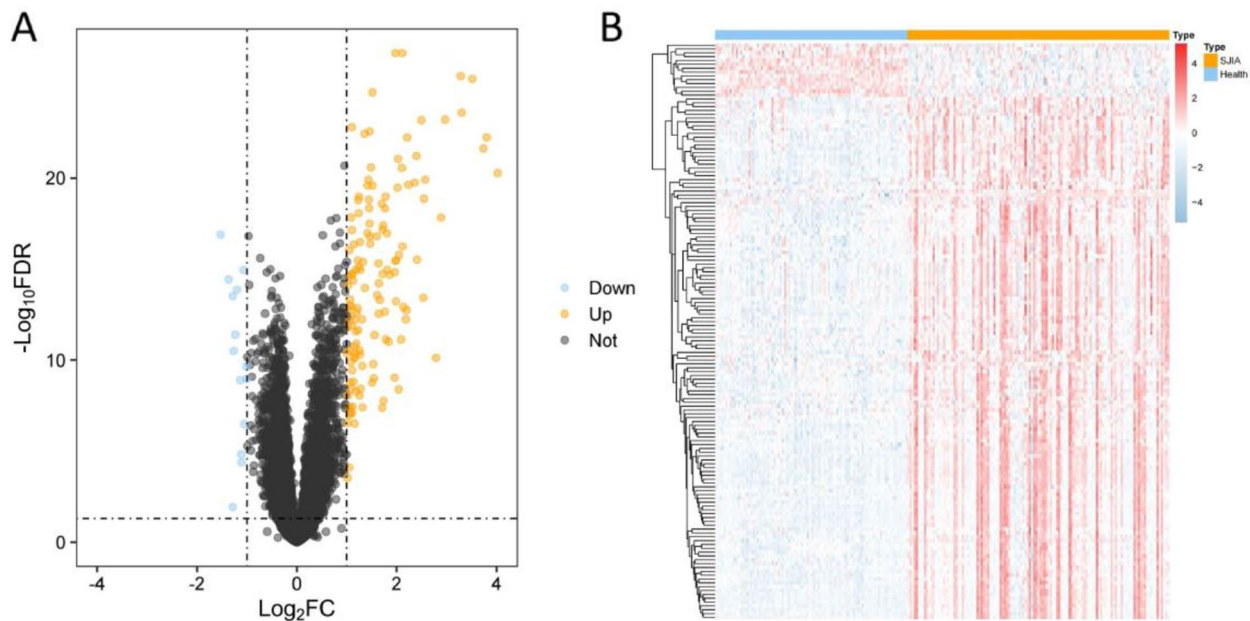 A
-Log10FDR
20
10
0
-4
-2
0
2
4
Log2FC
Down
Up
Not
B
Type
4
2
0
−2
−4
Type
SJIA
Health